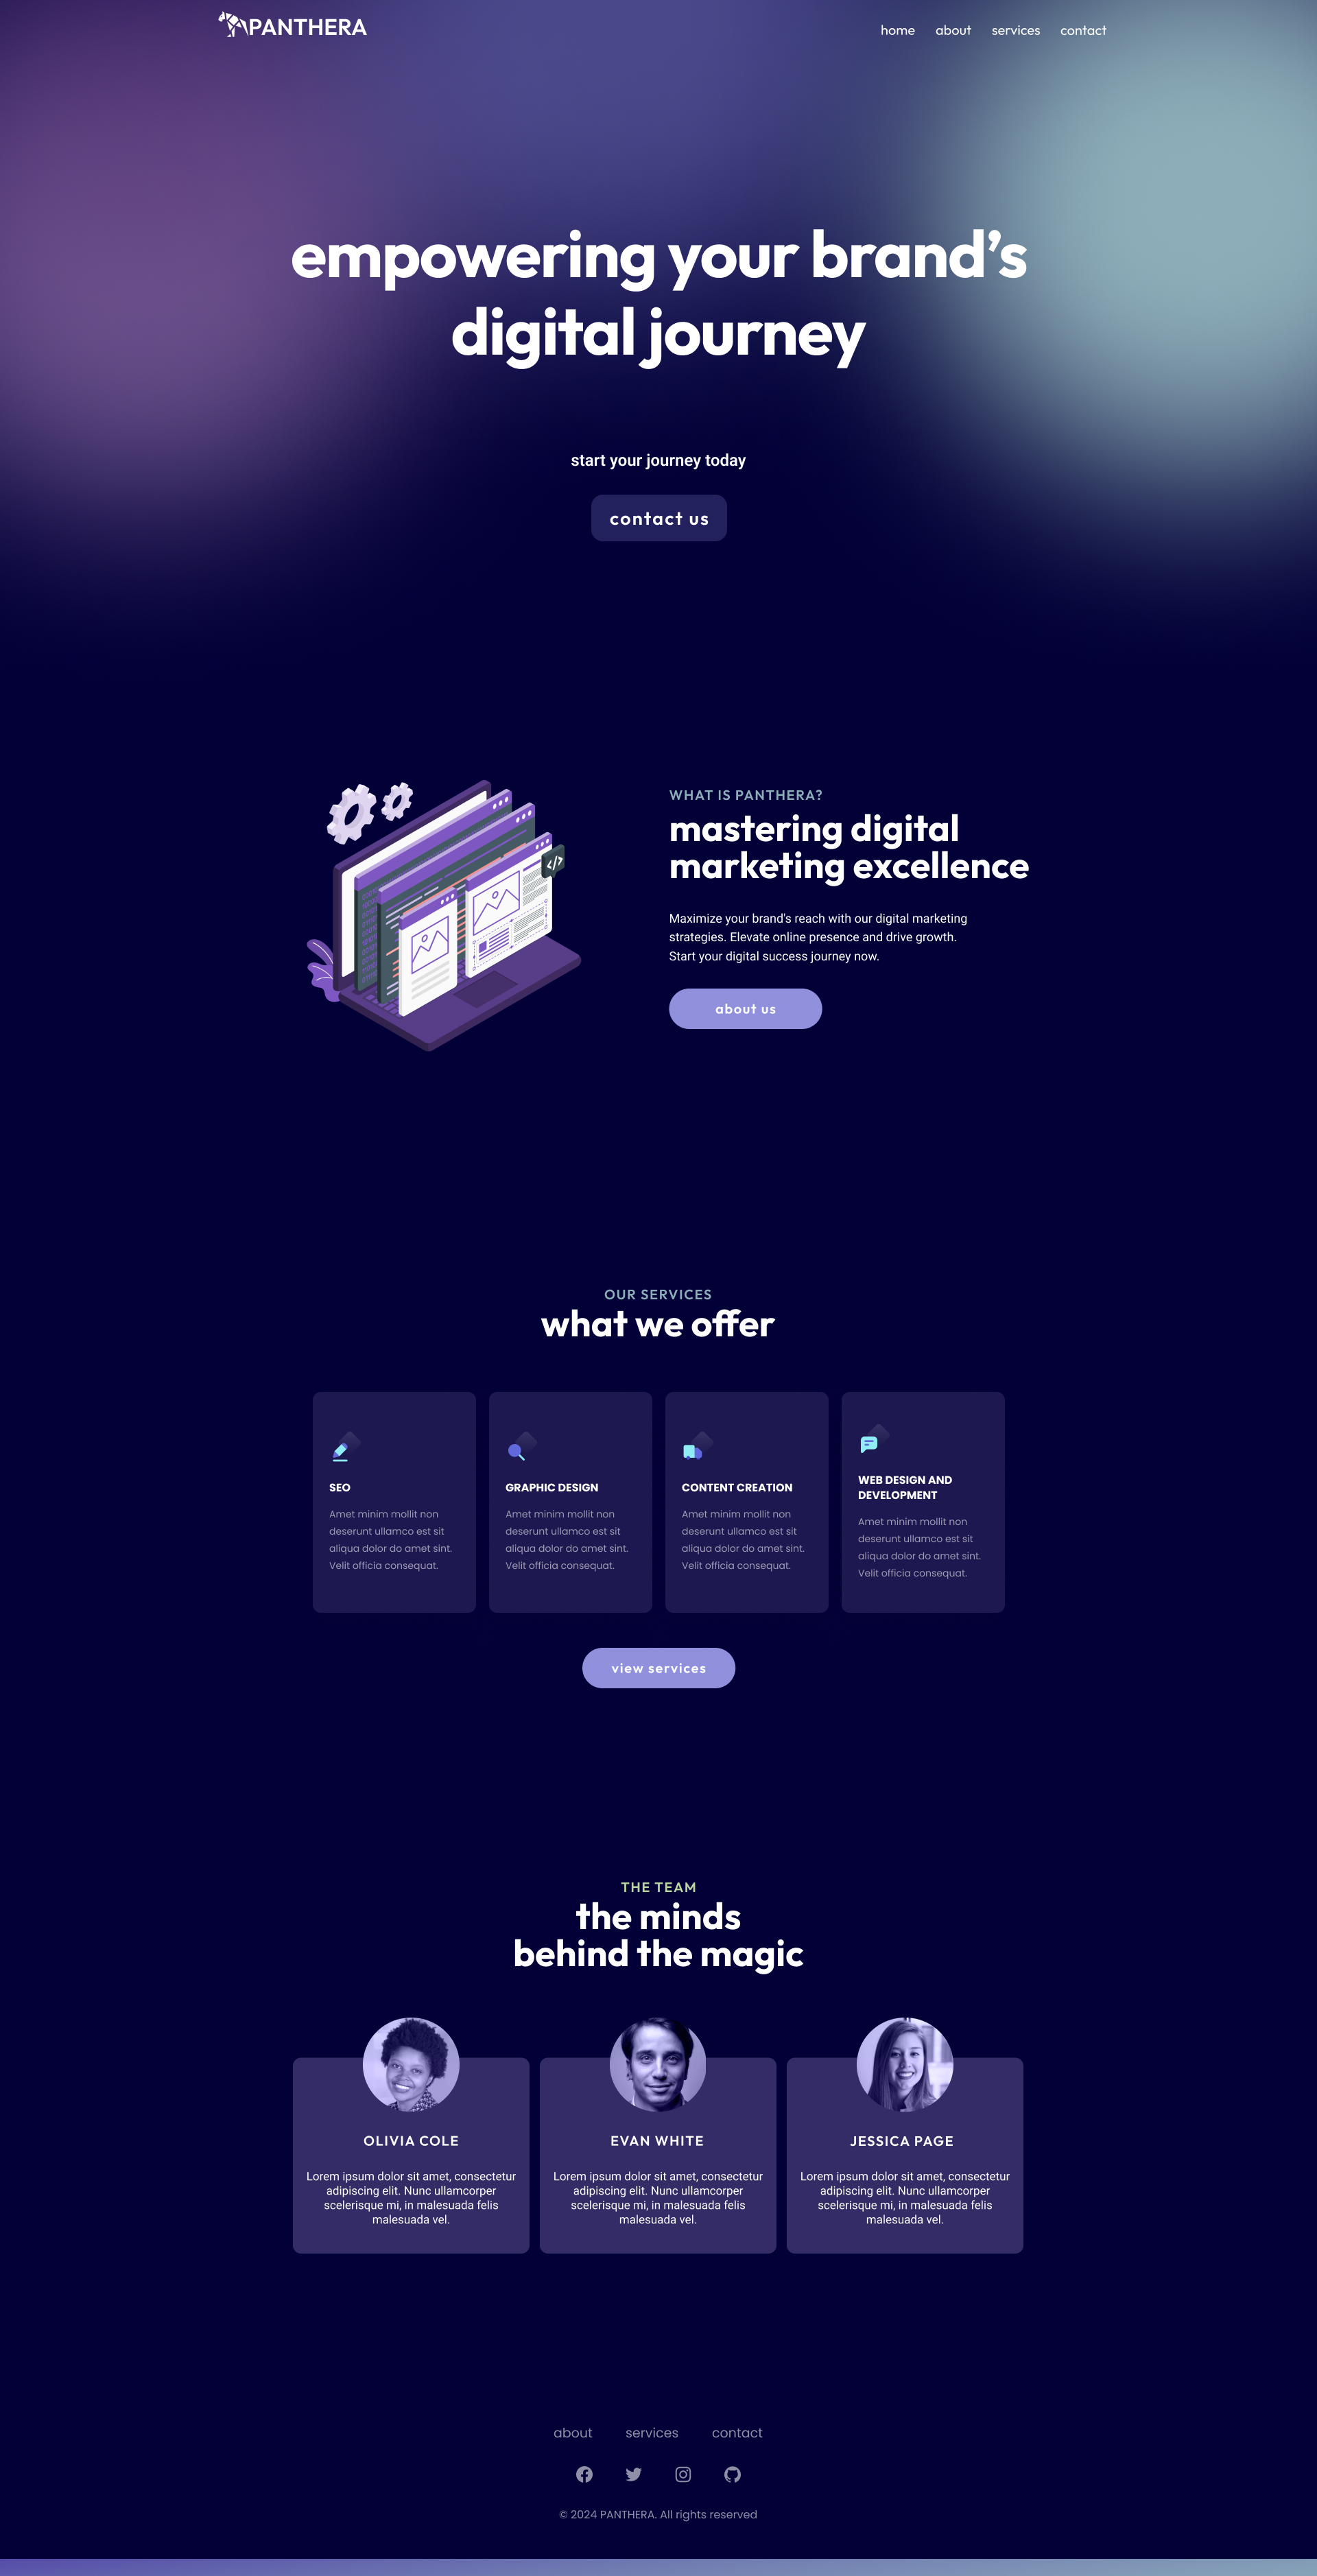 PANTHERA
home about services contact
empowering your brand’s
digital journey
start your journey today
contact us
WHAT IS PANTHERA?
mastering digital
marketing excellence
Maximize your brand's reach with our digital marketing
strategies. Elevate online presence and drive growth.
Start your digital success journey now.
about us
</>
OUR SERVICES
what we offer
SEO
Amet minim mollit non
deserunt ullamco est sit
aliqua dolor do amet sint.
Velit officia consequat.
GRAPHIC DESIGN
Amet minim mollit non
deserunt ullamco est sit
aliqua dolor do amet sint.
Velit officia consequat.
CONTENT CREATION
Amet minim mollit non
deserunt ullamco est sit
aliqua dolor do amet sint.
Velit officia consequat.
WEB DESIGN AND
DEVELOPMENT
Amet minim mollit non
deserunt ullamco est sit
aliqua dolor do amet sint.
Velit officia consequat.
view services
THE TEAM
the minds
behind the magic
OLIVIA COLE
Lorem ipsum dolor sit amet, consectetur
adipiscing elit. Nunc ullamcorper
scelerisque mi, in malesuada felis
malesuada vel.
EVAN WHITE
Lorem ipsum dolor sit amet, consectetur
adipiscing elit. Nunc ullamcorper
scelerisque mi, in malesuada felis
malesuada vel.
JESSICA PAGE
Lorem ipsum dolor sit amet, consectetur
adipiscing elit. Nunc ullamcorper
scelerisque mi, in malesuada felis
malesuada vel.
about services contact
© 2024 PANTHERA. All rights reserved